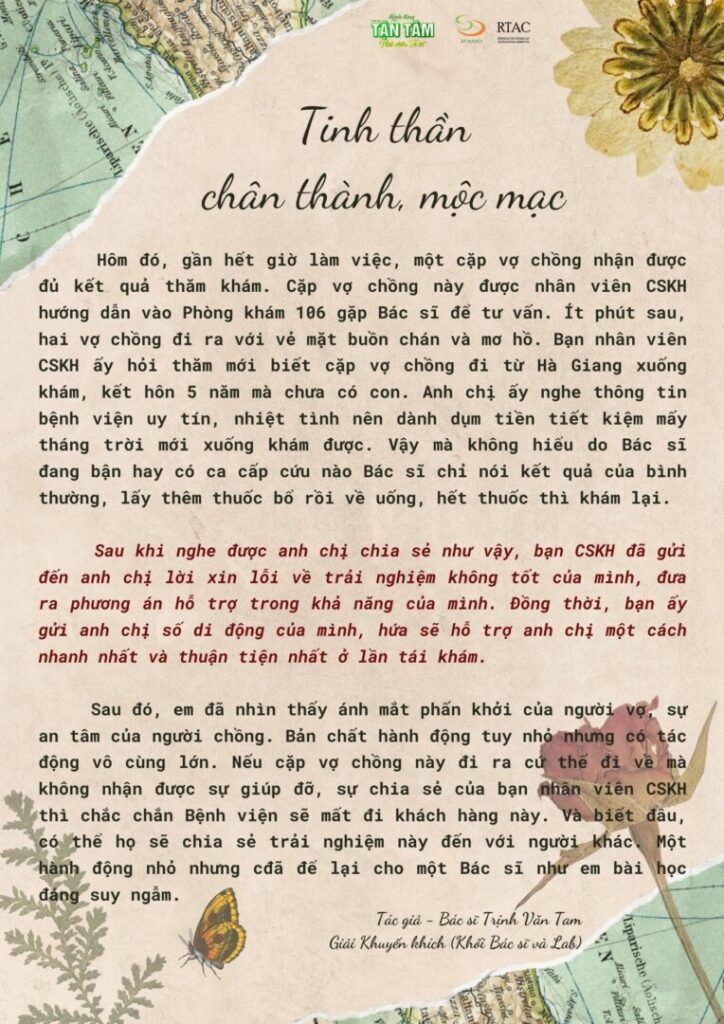 TẬN TÂM
RTAC
Tinh thần
chân thành, mộc mạc
Hôm đó, gần hết giờ làm việc, một cặp vợ chồng nhận được
đủ kết quả thăm khám. Cặp vợ chồng này được nhân viên CSKH
hướng dẫn vào Phòng khám 106 gặp Bác sĩ để tư vấn. Ít phút sau,
hai vợ chồng đi ra với vẻ mặt buồn chán và mơ hồ. Bạn nhân viên
CSKH ấy hỏi thăm mới biết cặp vợ chồng đi từ Hà Giang xuống
khám, kết hôn 5 năm mà chưa có con. Anh chị ấy nghe thông tin
bệnh viện uy tín, nhiệt tình nên dành dụm tiền tiết kiệm mấy
tháng trời mới xuống khám được. Vậy mà không hiểu do Bác sĩ
đang bận hay có ca cấp cứu nào Bác sĩ chỉ nói kết quả của bình
thường, lấy thêm thuốc bổ rồi về uống, hết thuốc thì khám lại.
Sau khi nghe được anh chị chia sẻ như vậy, bạn CSKH đã gửi
đến anh chị lời xin lỗi về trải nghiệm không tốt của mình, đưa
ra phương án hỗ trợ trong khả năng của mình. Đồng thời, bạn ấy
gửi anh chị số di động của mình, hứa sẽ hỗ trợ anh chị một cách
nhanh nhất và thuận tiện nhất ở lần tái khám.
Sau đó, em đã nhìn thấy ánh mắt phấn khởi của người vợ, sự
an tâm của người chồng. Bản chất hành động tuy nhỏ nhưng có tác
động vô cùng lớn. Nếu cặp vợ chồng này đi ra cứ thế đi về mà
không nhận được sự giúp đỡ, sự chia sẻ của bạn nhân viên CSKH
thì chắc chắn Bệnh viện sẽ mất đi khách hàng này. Và biết đâu,
có thể họ sẽ chia sẻ trải nghiệm này đến với người khác. Một
hành động nhỏ nhưng cđã để lại cho một Bác sĩ như em bài học
đáng suy ngẫm.
Tác giả - Bác sĩ Trịnh Văn Tam
Giải Khuyến khích (Khối Bác sĩ và Lab)
Liparische (Äolische)
EN
H
E
EN
Liparische (Äolische)